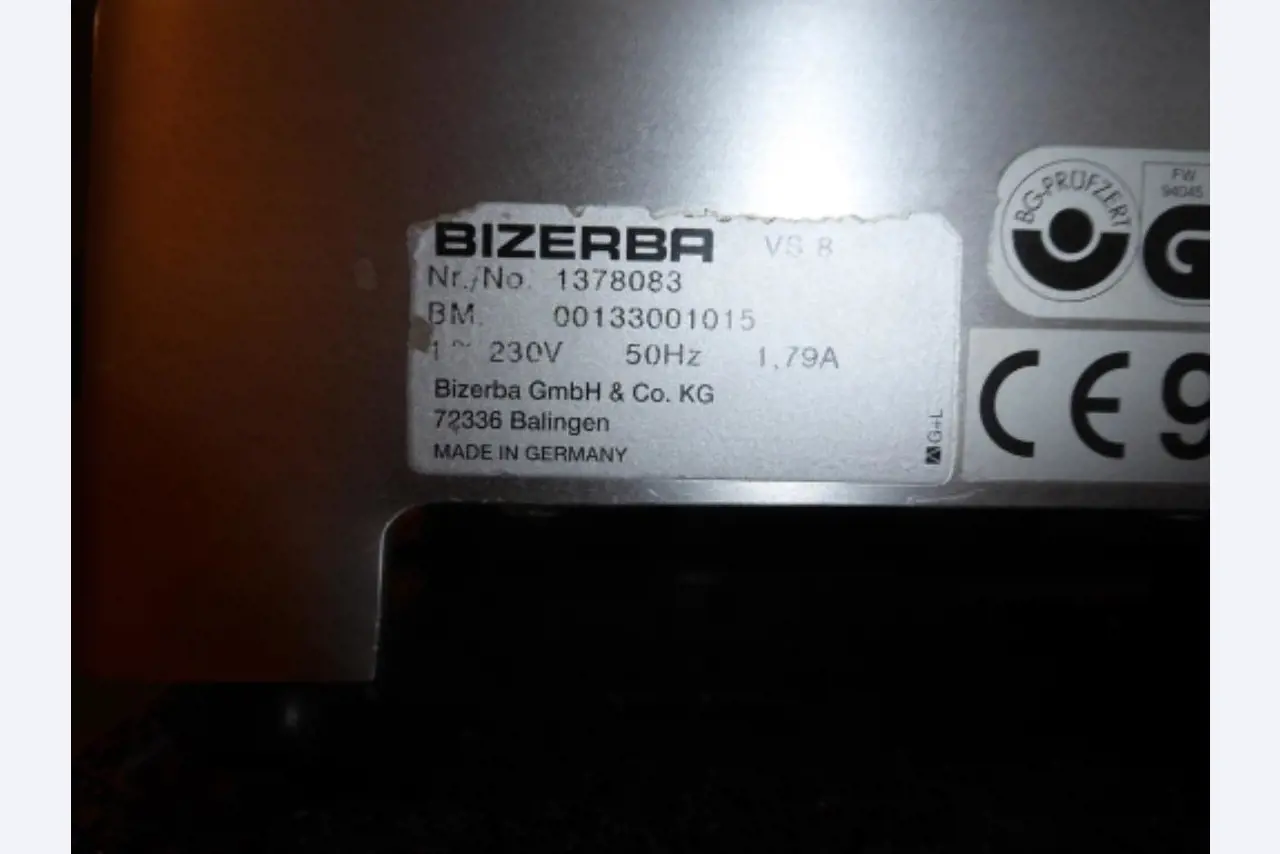 BIZERBA VS 8
Nr./No. 1378083
BM. 00133001015
1~ 230V 50Hz 1,79A
Bizerba GmbH & Co. KG
72336 Balingen
MADE IN GERMANY
G+L
BG-PRÜFZERT
FW
94045
CE 9